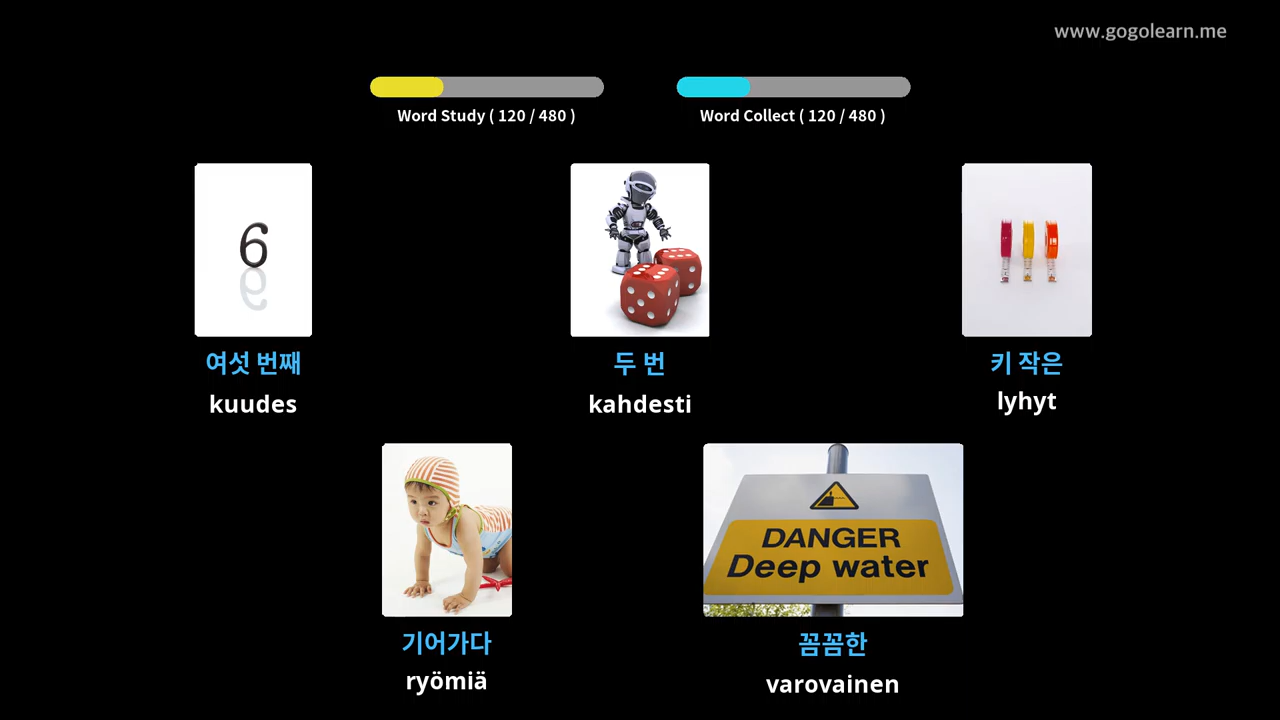 www.gogolearn.me
Word Study ( 120 / 480 )
Word Collect ( 120 / 480 )
6
여섯 번째
kuudes
두 번
kahdesti
키 작은
lyhyt
기어가다
ryömiä
DANGER
Deep water
꼼꼼한
varovainen